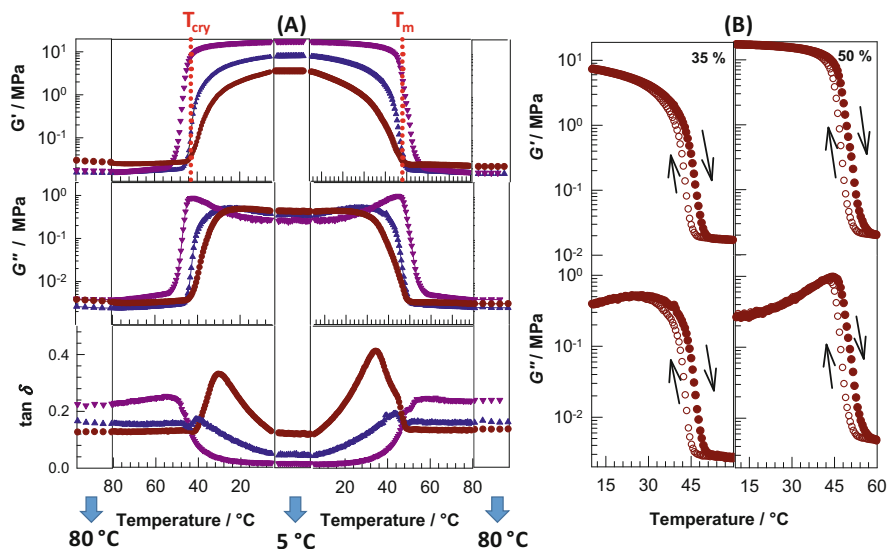 (A)
(B)
T_cry
T_m
G' / MPa
10^1
10^0
10^-1
10^-2
G'' / MPa
10^0
10^-1
10^-2
tan δ
0.4
0.2
0.0
80 60 40 20
20 40 60 80
Temperature / °C
Temperature / °C
80 °C
5 °C
80 °C
35 %
50 %
G' / MPa
10^1
10^0
10^-1
10^-2
G''/ MPa
10^0
10^-1
10^-2
15 30 45
15 30 45 60
Temperature / °C